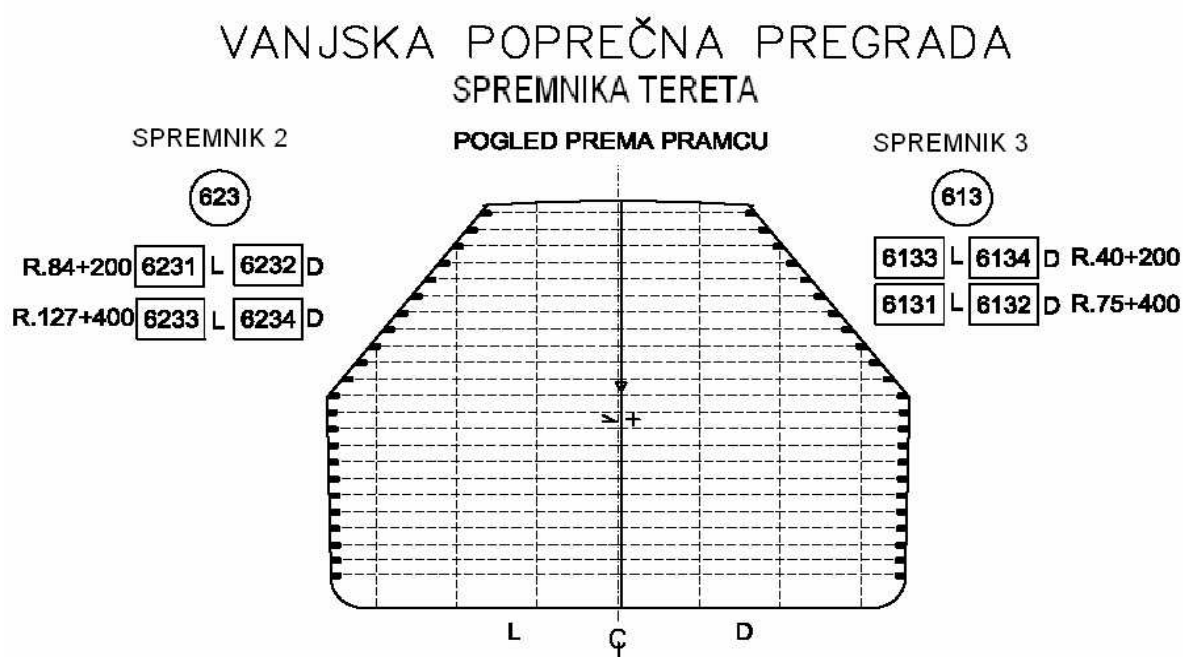 VANJSKA POPREČNA PREGRADA
SPREMNIKA TERETA
SPREMNIK 2
POGLED PREMA PRAMCU
SPREMNIK 3
623
613
R.84+200 6231 L 6232 D
R.127+400 6233 L 6234 D
6133 L 6134 D R.40+200
6131 L 6132 D R.75+400
L ⅊ D